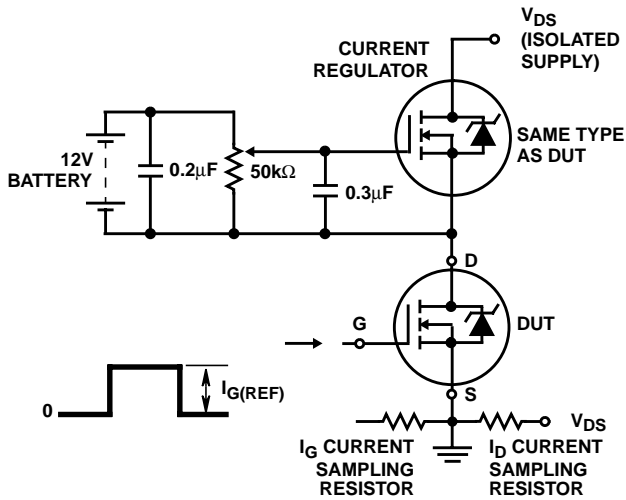 V_DS
(ISOLATED
SUPPLY)
CURRENT
REGULATOR
SAME TYPE
AS DUT
12V
BATTERY
0.2μF
50kΩ
0.3μF
D
G
DUT
S
0
I_G(REF)
V_DS
I_G CURRENT
SAMPLING
RESISTOR
I_D CURRENT
SAMPLING
RESISTOR